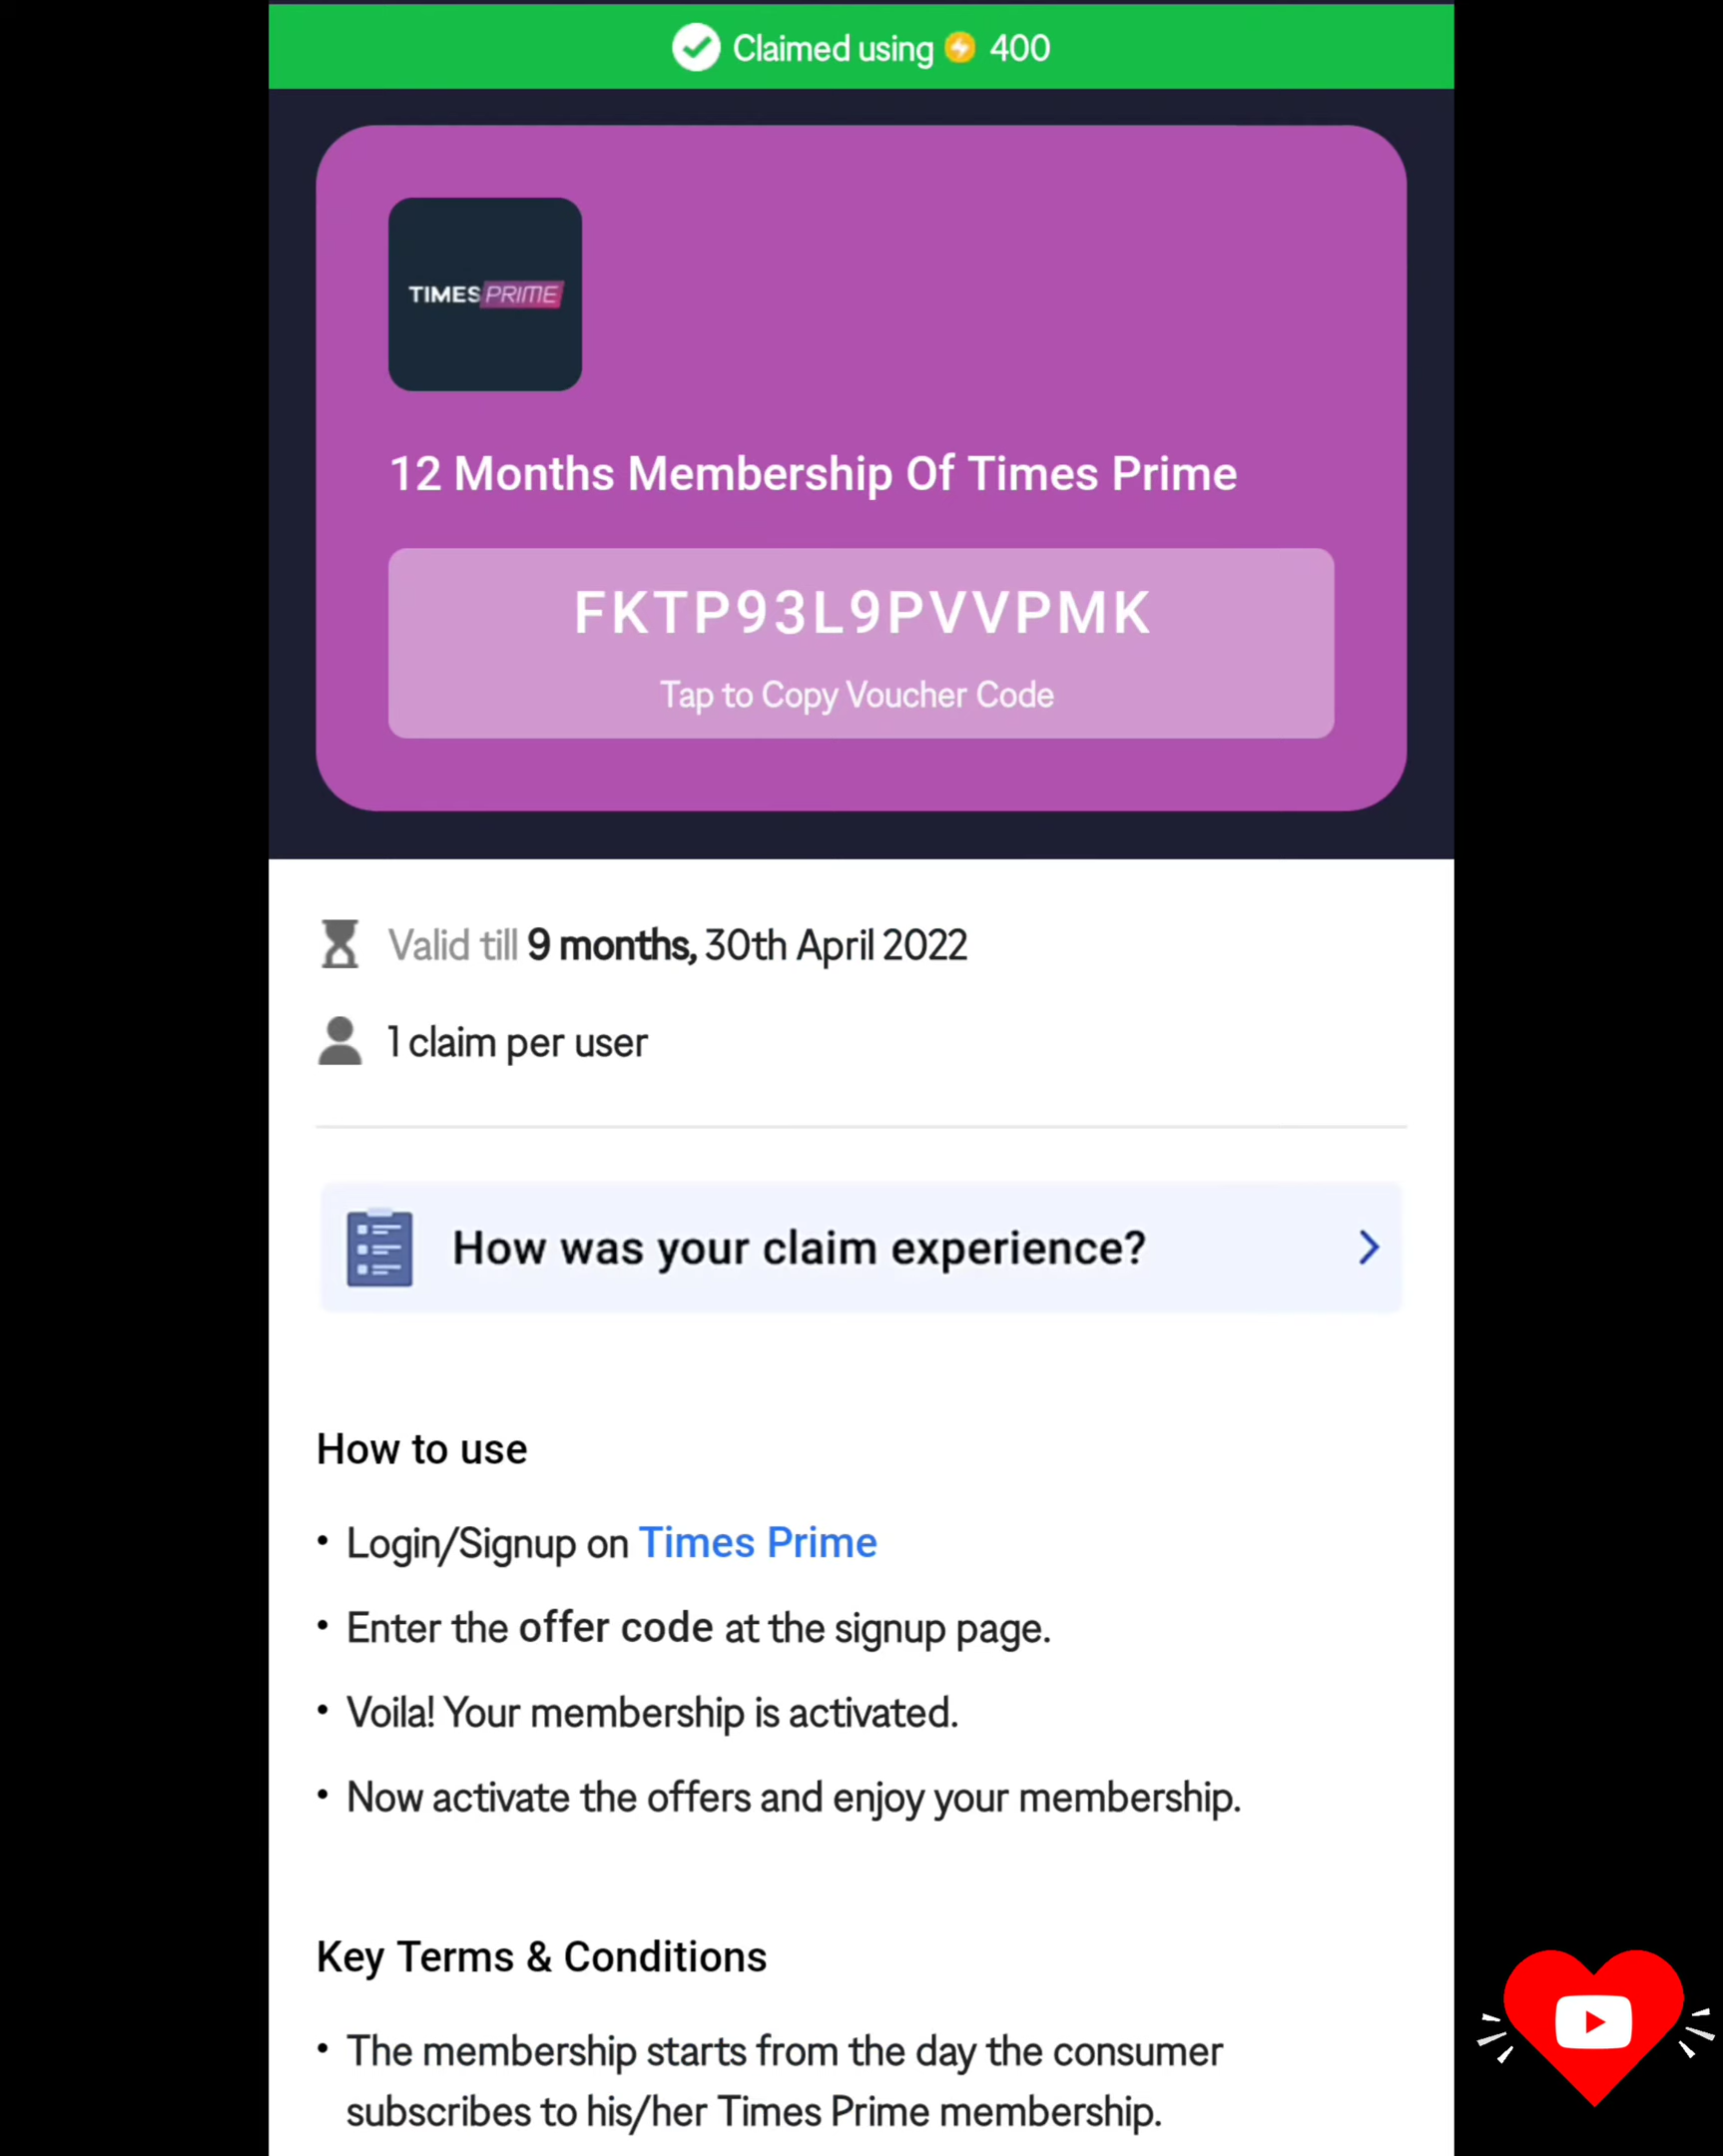 Claimed using 400
TIMES PRIME
12 Months Membership Of Times Prime
FKTP93L9PVVPMK
Tap to Copy Voucher Code
Valid till 9 months, 30th April 2022
1 claim per user
How was your claim experience?
How to use
• Login/Signup on Times Prime
• Enter the offer code at the signup page.
• Voila! Your membership is activated.
• Now activate the offers and enjoy your membership.
Key Terms & Conditions
• The membership starts from the day the consumer
subscribes to his/her Times Prime membership.